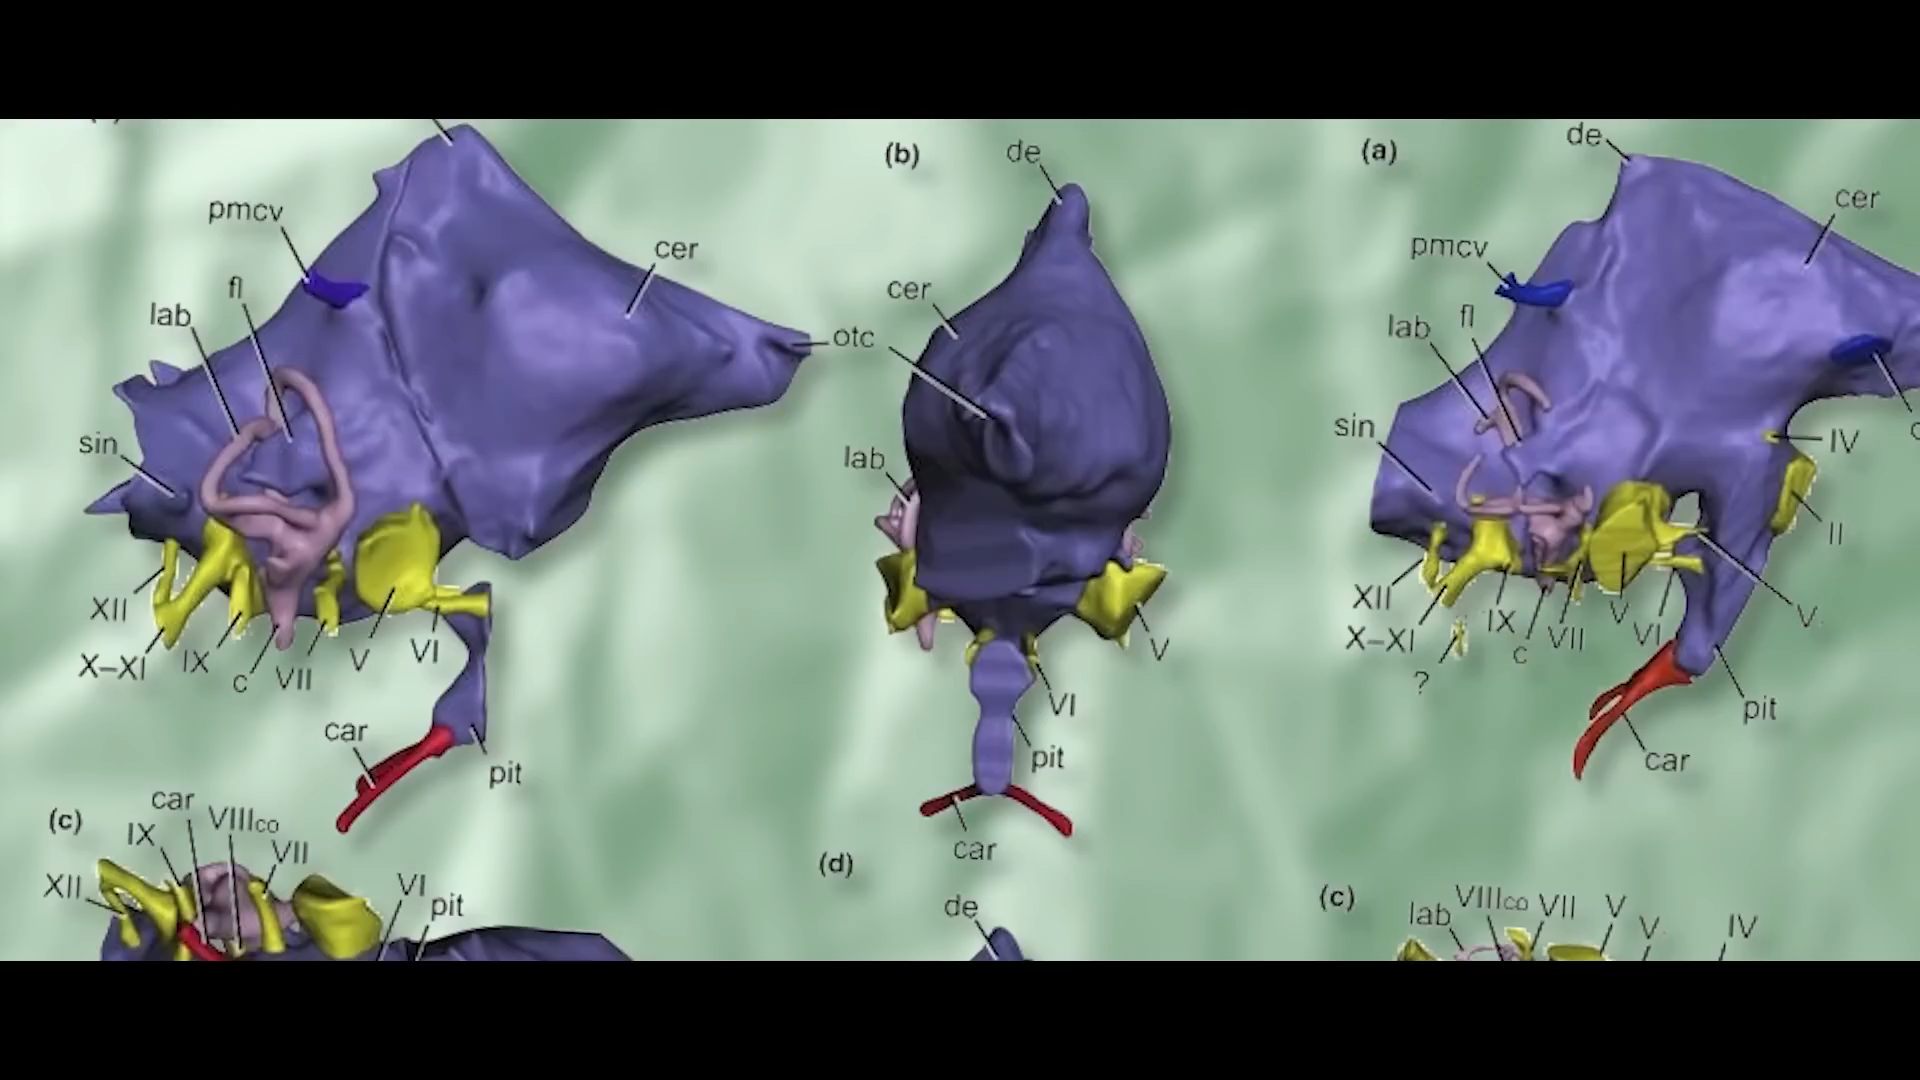 pmcv
fl
lab
cer
otc
sin
XII
X–XI
IX
c
VII
V
VI
car
pit
(b)
de
cer
lab
V
VI
pit
car
(a)
de
cer
pmcv
fl
lab
sin
IV
II
XII
X–XI
?
IX
c
VII
V
VI
V
pit
car
(c)
car
IX
VIIIco
VII
XII
VI
pit
(d)
de
(c)
lab
VIIIco
VII
V
V
IV